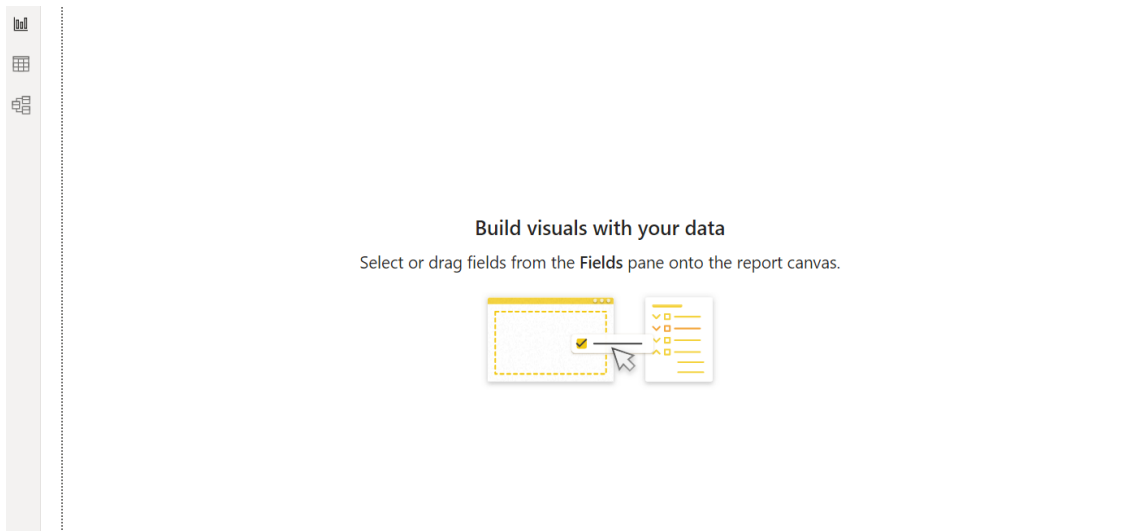 Build visuals with your data
Select or drag fields from the Fields pane onto the report canvas.